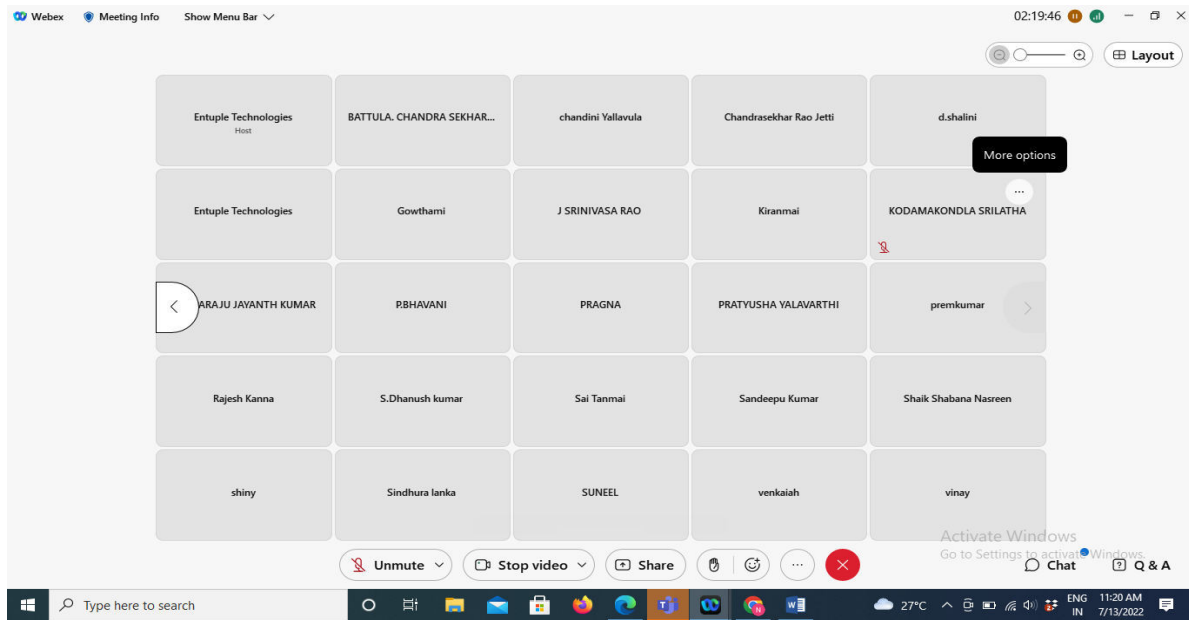 Webex Meeting Info Show Menu Bar 02:19:46
Layout
Entuple Technologies BATTULA. CHANDRA SEKHAR... chandini Yallavula Chandrasekhar Rao Jetti d.shalini
Host
More options
Entuple Technologies Gowthami J SRINIVASA RAO Kiranmai KODAMAKONDLA SRILATHA
ARAJU JAYANTH KUMAR P.BHAVANI PRAGNA PRATYUSHA YALAVARTHI premkumar
Rajesh Kanna S.Dhanush kumar Sai Tanmai Sandeepu Kumar Shaik Shabana Nasreen
shiny Sindhura lanka SUNEEL venkaiah vinay
Activate Windows
Go to Settings to activate Windows.
Unmute Stop video Share Chat Q & A
Type here to search 27°C ENG 11:20 AM
IN 7/13/2022